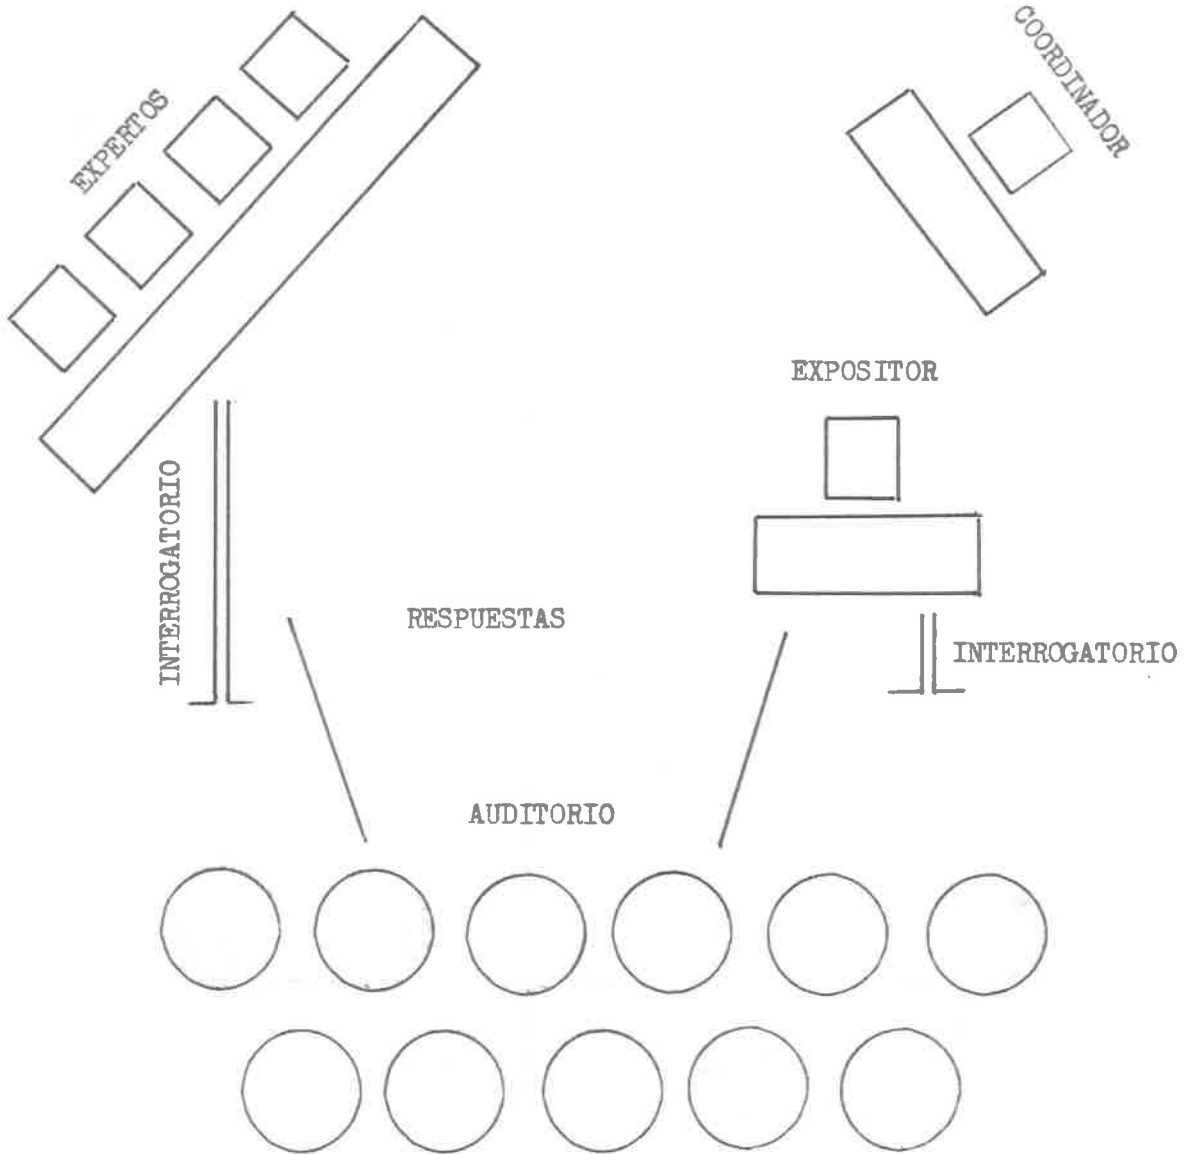 COORDINADOR
EXPERTOS
EXPOSITOR
INTERROGATORIO
RESPUESTAS
INTERROGATORIO
AUDITORIO